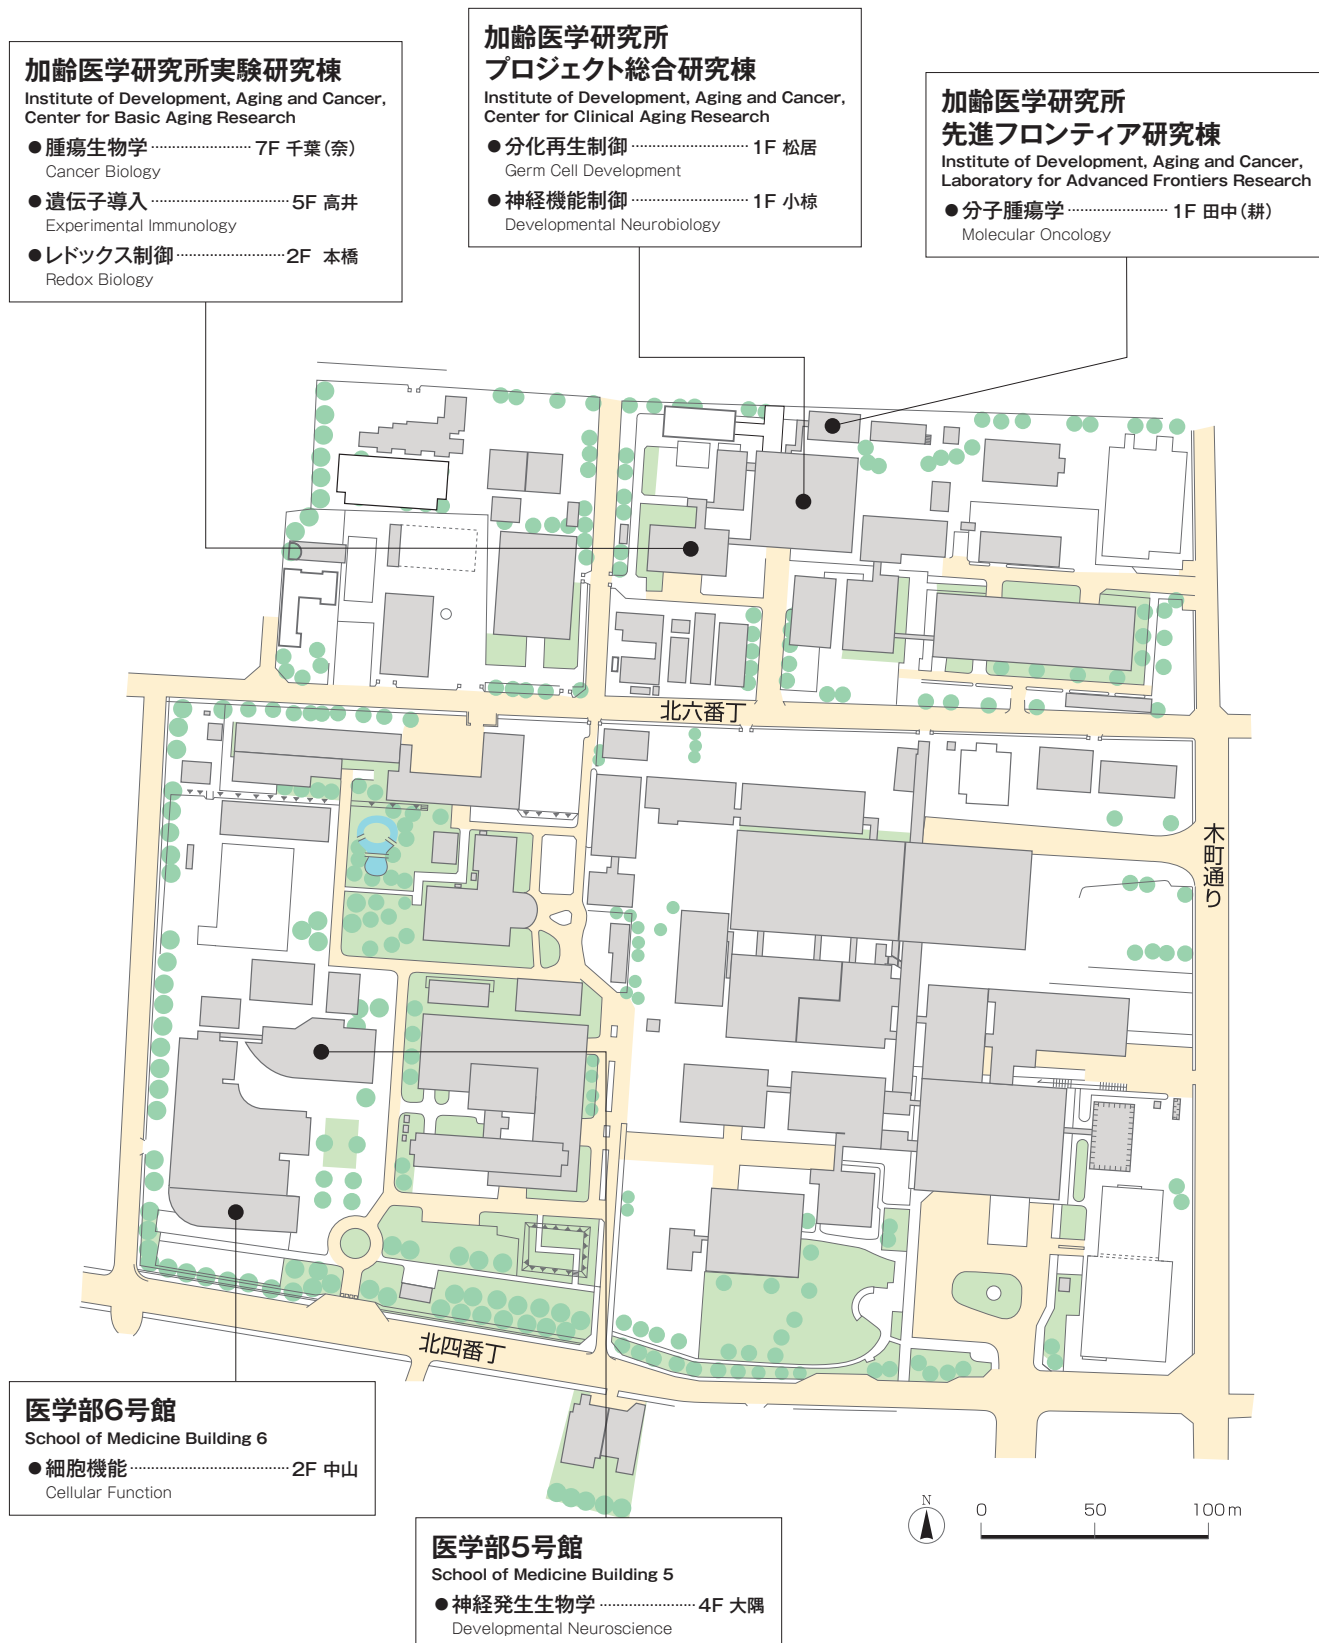 加齢医学研究所実験研究棟
Institute of Development, Aging and Cancer,
Center for Basic Aging Research
●腫瘍生物学……………………7F 千葉(奈)
Cancer Biology
●遺伝子導入……………………5F 高井
Experimental Immunology
●レドックス制御……………………2F 本橋
Redox Biology
加齢医学研究所
プロジェクト総合研究棟
Institute of Development, Aging and Cancer,
Center for Clinical Aging Research
●分化再生制御……………………1F 松居
Germ Cell Development
●神経機能制御……………………1F 小椋
Developmental Neurobiology
加齢医学研究所
先進フロンティア研究棟
Institute of Development, Aging and Cancer,
Laboratory for Advanced Frontiers Research
●分子腫瘍学……………………1F 田中(耕)
Molecular Oncology
北六番丁
木町通り
北四番丁
医学部6号館
School of Medicine Building 6
●細胞機能……………………2F 中山
Cellular Function
医学部5号館
School of Medicine Building 5
●神経発生生物学……………………4F 大隅
Developmental Neuroscience
N
0 50 100m